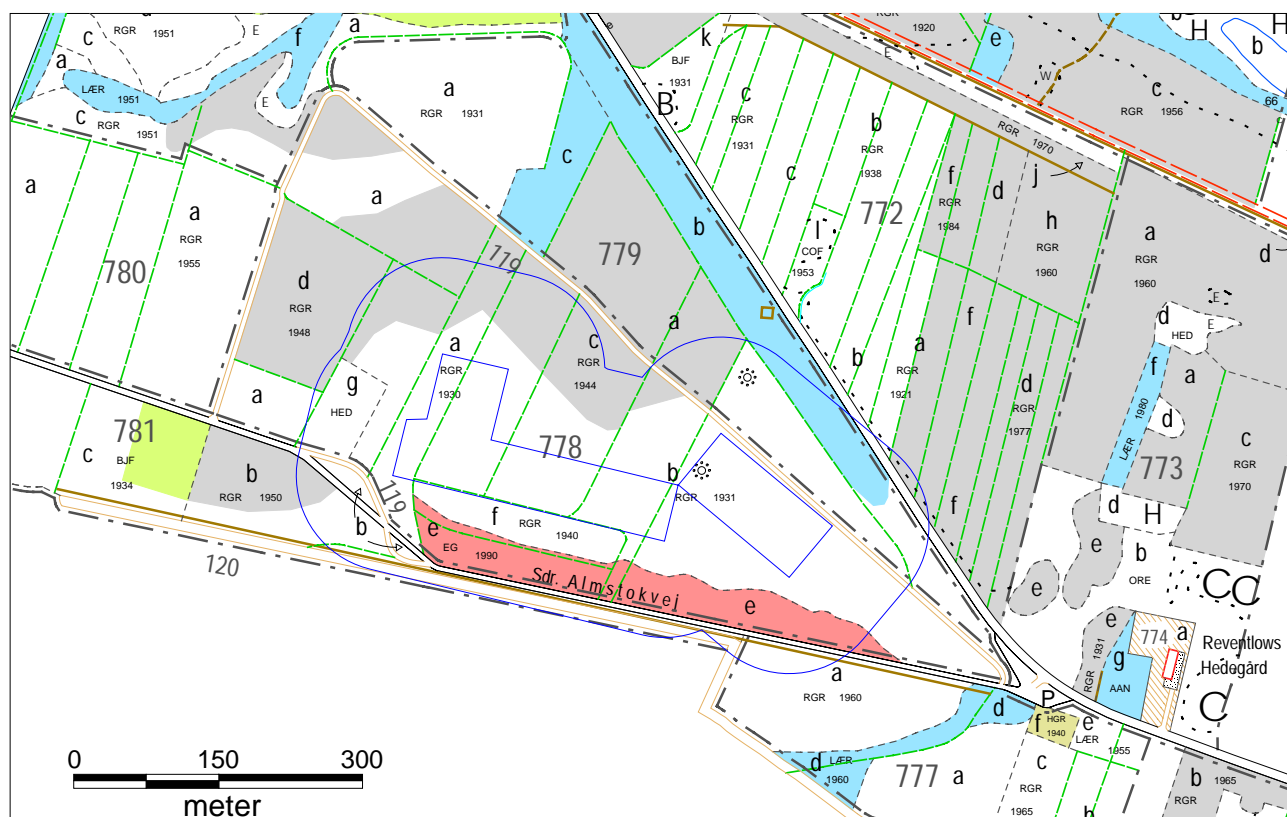 a
c RGR 1951
E
f
a
a
LÆR 1951
c RGR 1951
E
a
RGR 1931
k
BJF
1931
B
c
RGR
1931
RGR
1920
E
e
W
c
RGR 1956
b
H
H
b
66
RGR 1970
j
b
RGR
1938
772
c
c
b
l
COF
1953
f
RGR
1984
d
h
RGR
1960
a
RGR
1960
d
a
a
RGR
1955
780
a
119
779
d
RGR
1948
a
g
HED
a
RGR
1930
c
RGR
1944
a
b
a
RGR
1921
f
d
RGR
1977
E
d
HED
E
f
a
LÆR 1980
d
773
c
RGR
1970
781
c
BJF
1934
b
RGR 1950
778
b
RGR 1931
119
b
f
RGR
1940
e
EG 1990
Sdr. Almstokvej
e
f
d
H
e
b
ORE
C
C
e
120
e
e
RGR 1931
g
AAN
774
a
Reventlows
Hedegård
C
a
RGR 1960
P
d
f
HGR
1940
e
LÆR 1955
d
LÆR
1960
777
a
c
RGR
1965
b
b
1965
RGR
0 150 300
meter